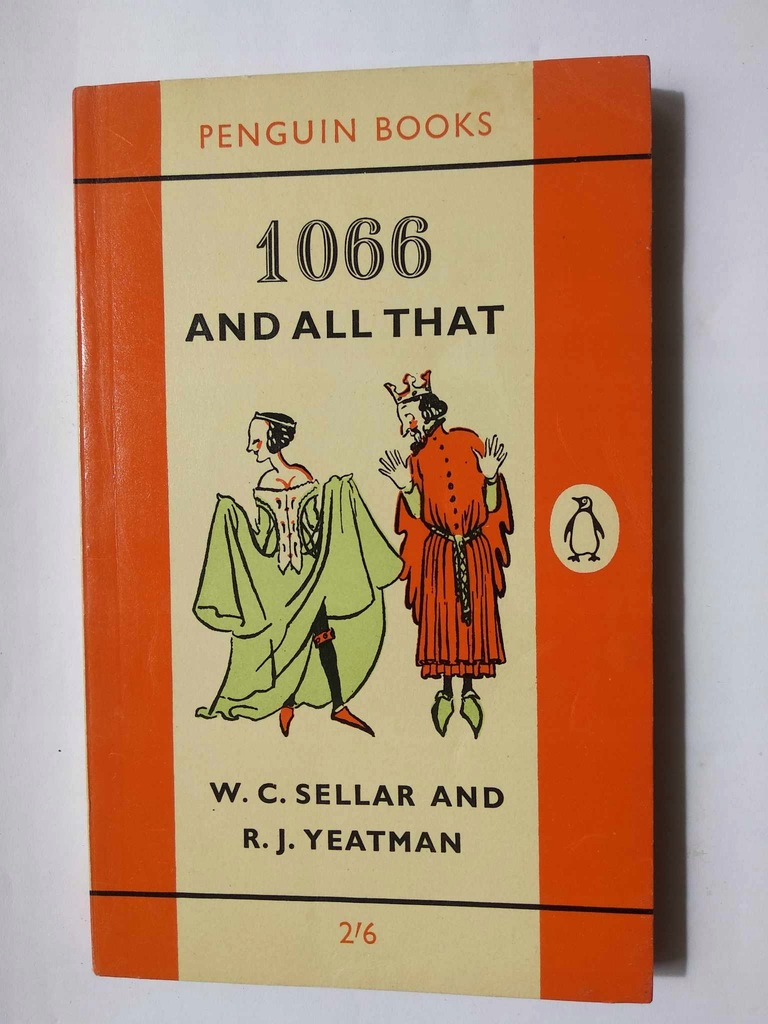 PENGUIN BOOKS
1066
AND ALL THAT
W. C. SELLAR AND
R. J. YEATMAN
2'6